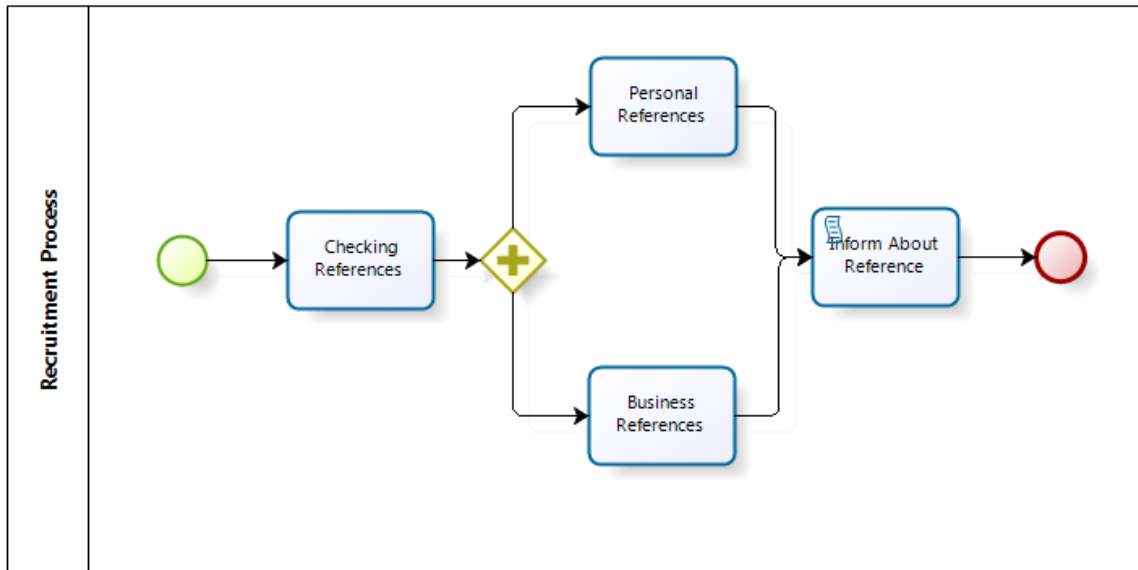 Recruitment Process
Checking
References
Personal
References
Business
References
Inform About
Reference